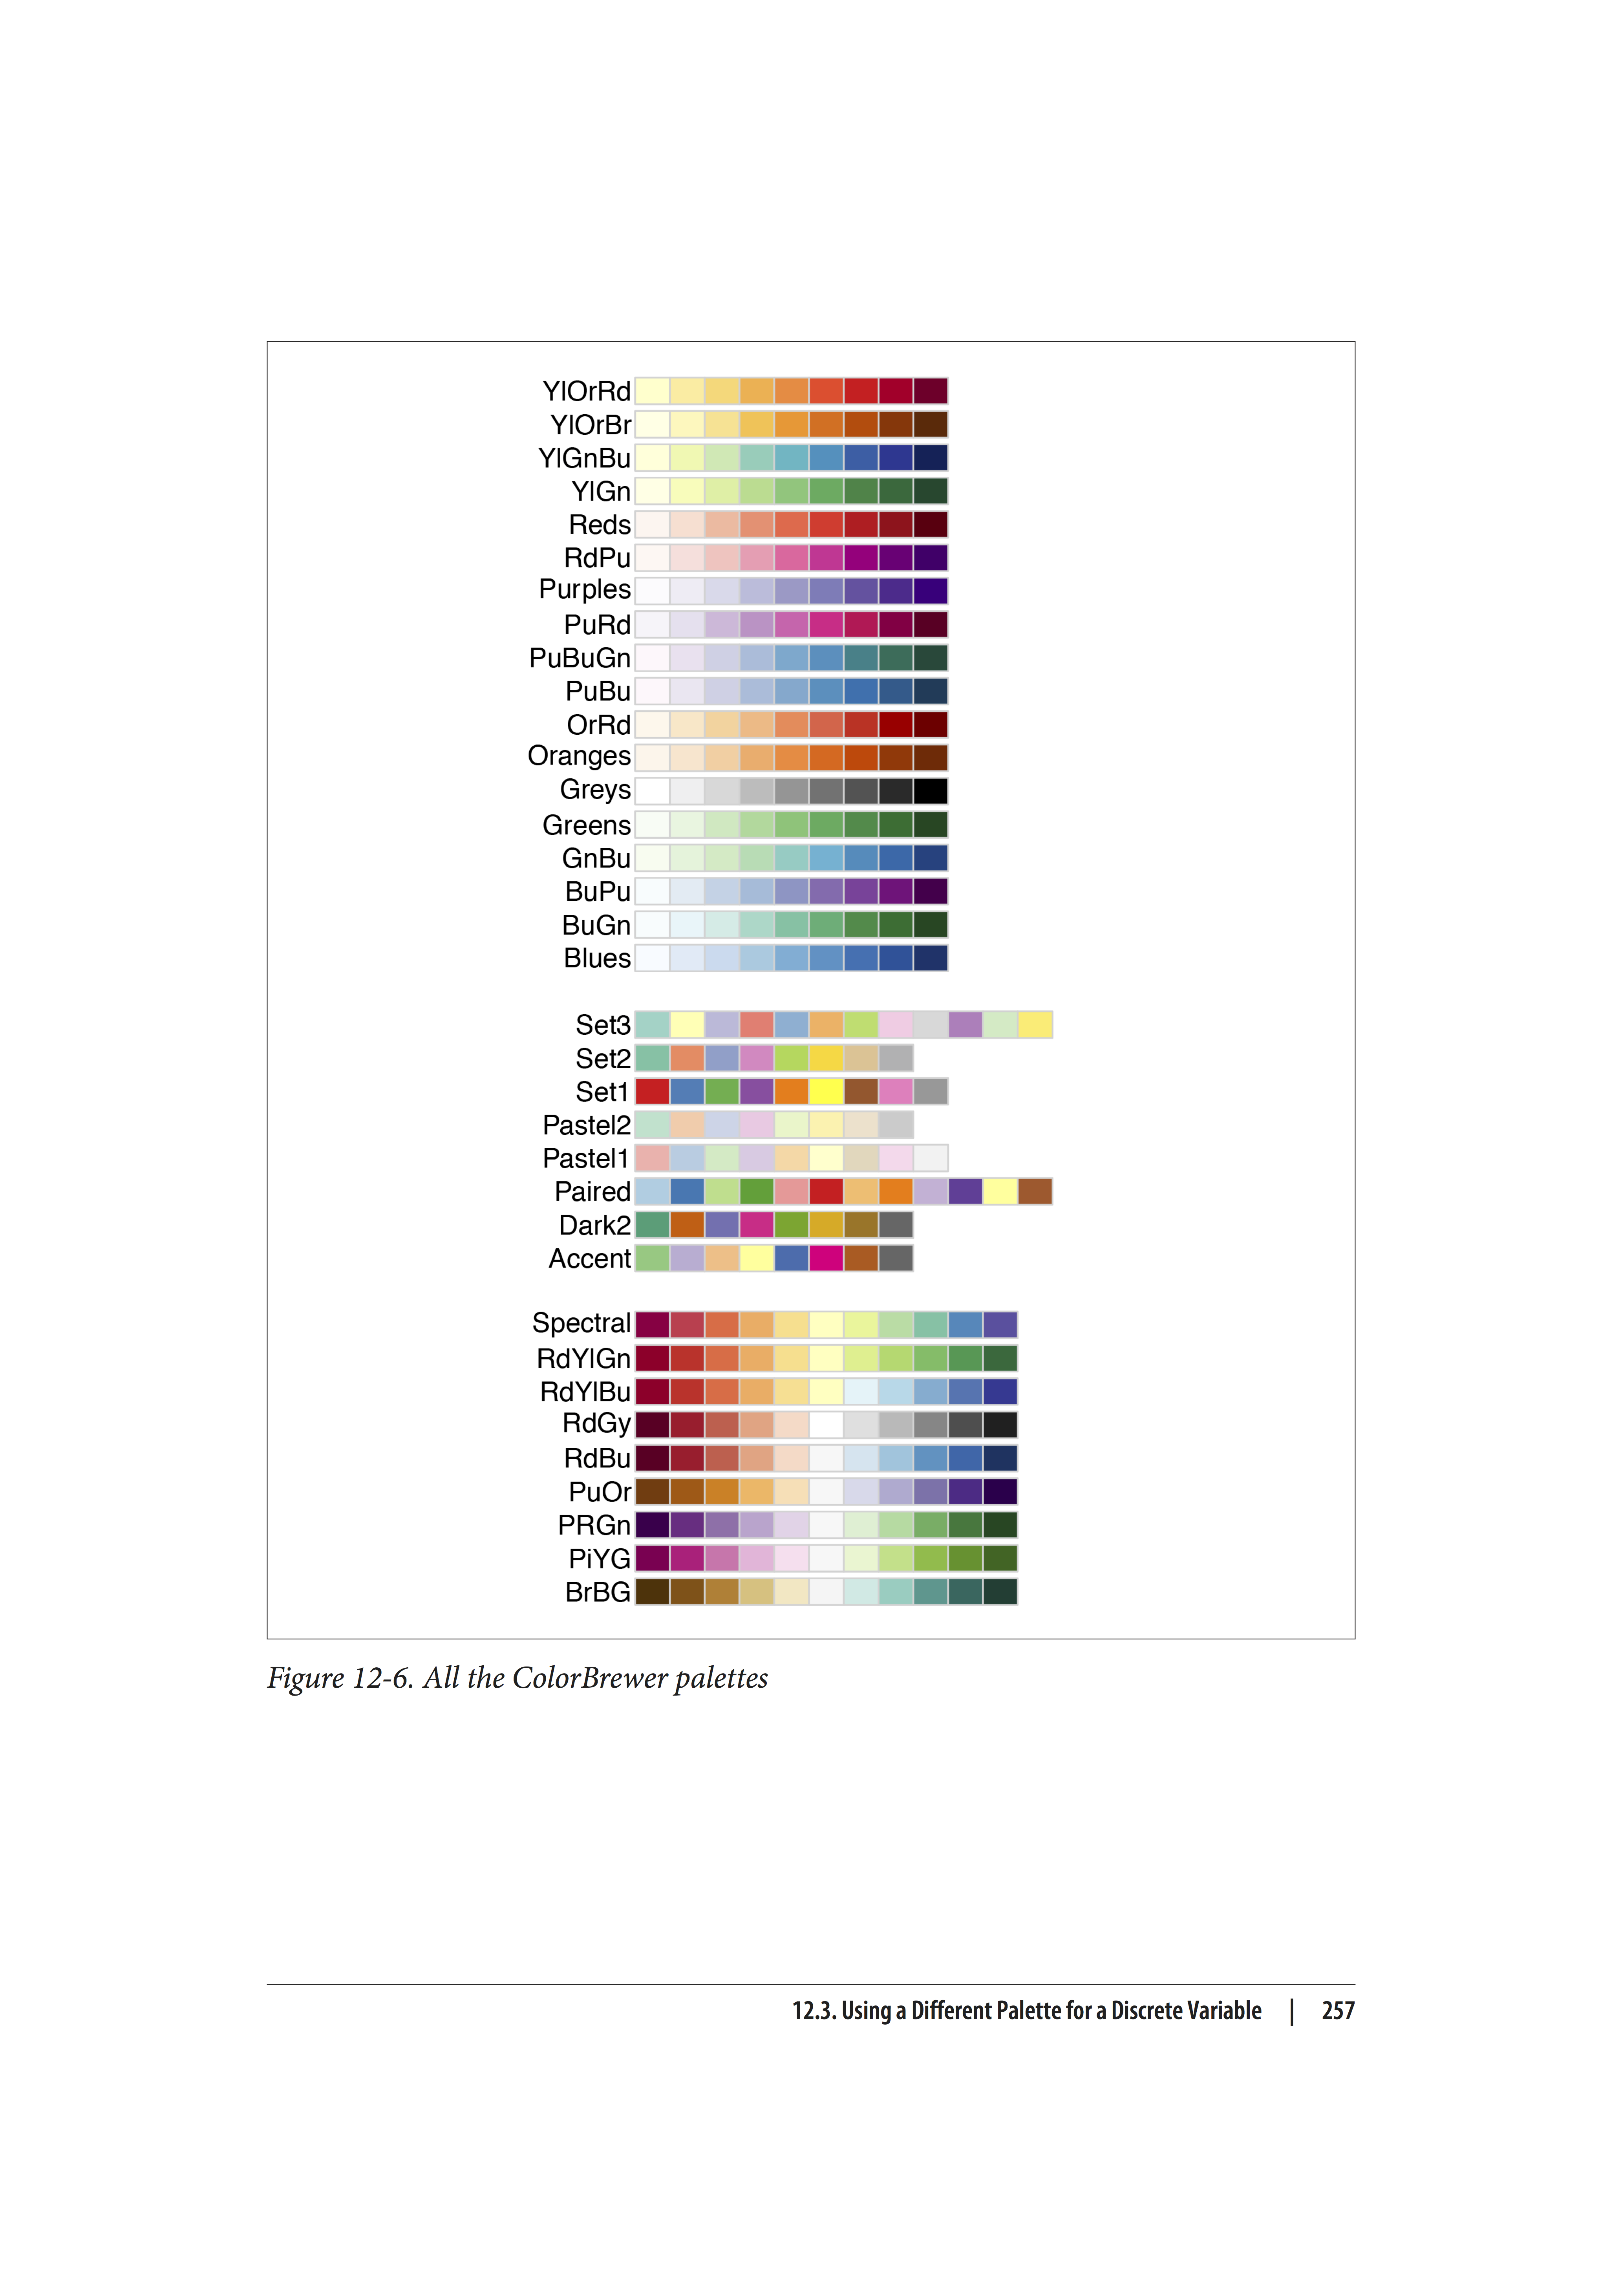 YlOrRd
YlOrBr
YlGnBu
YlGn
Reds
RdPu
Purples
PuRd
PuBuGn
PuBu
OrRd
Oranges
Greys
Greens
GnBu
BuPu
BuGn
Blues
Set3
Set2
Set1
Pastel2
Pastel1
Paired
Dark2
Accent
Spectral
RdYlGn
RdYlBu
RdGy
RdBu
PuOr
PRGn
PiYG
BrBG
Figure 12-6. All the ColorBrewer palettes
12.3. Using a Different Palette for a Discrete Variable | 257